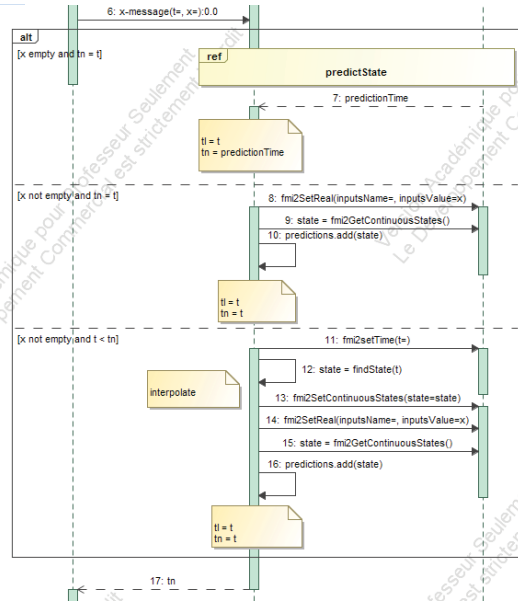 6: x-message(t=, x=):0.0
alt
[x empty and tn = t]
ref
predictState
7: predictionTime
tl = t
tn = predictionTime
[x not empty and tn = t]
8: fmi2SetReal(inputsName=, inputsValue=x)
9: state = fmi2GetContinuousStates()
10: predictions.add(state)
tl = t
tn = t
[x not empty and t < tn]
11: fmi2setTime(t=)
12: state = findState(t)
interpolate
13: fmi2SetContinuousStates(state=state)
14: fmi2SetReal(inputsName=, inputsValue=x)
15: state = fmi2GetContinuousStates()
16: predictions.add(state)
tl = t
tn = t
17: tn